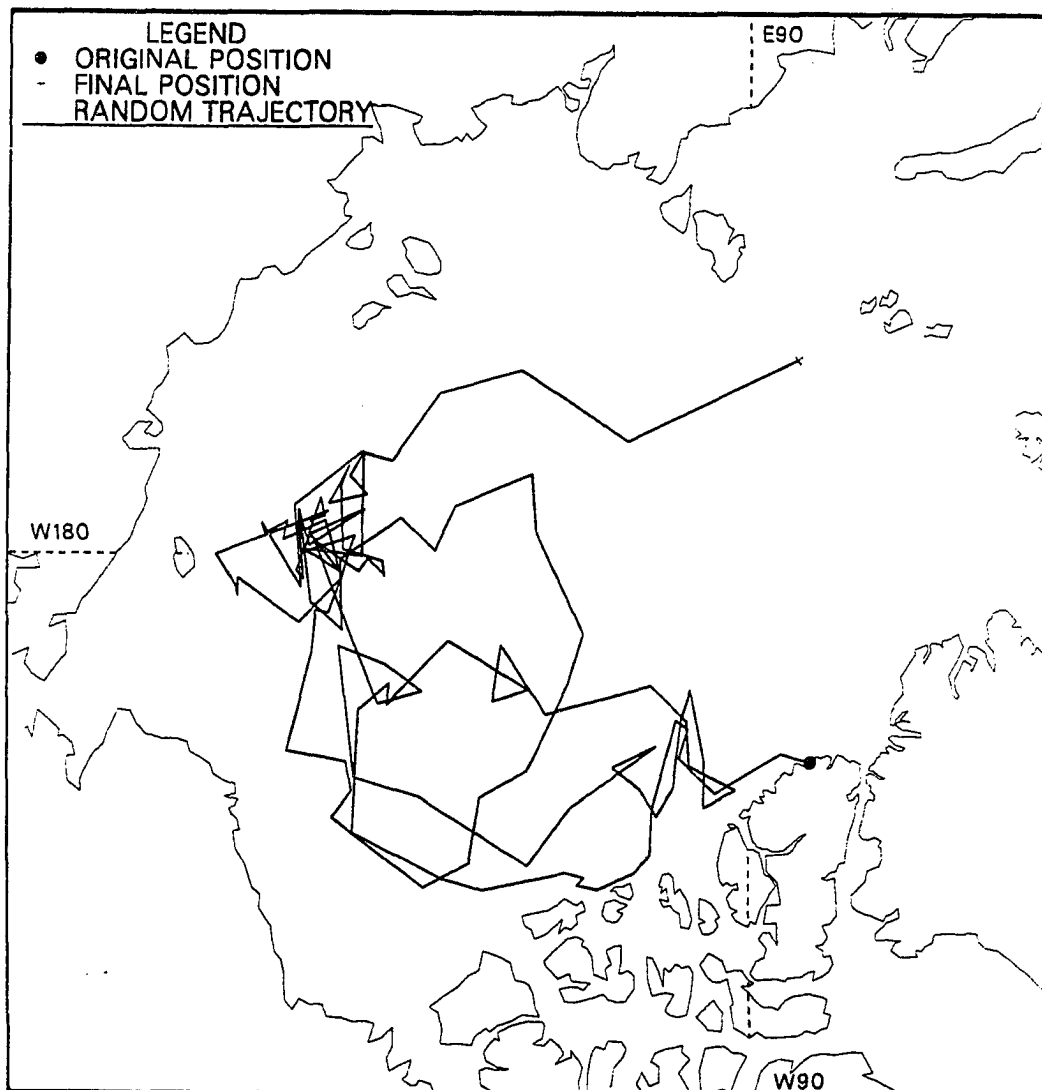 LEGEND
● ORIGINAL POSITION
- FINAL POSITION
RANDOM TRAJECTORY
E90
W180
W90